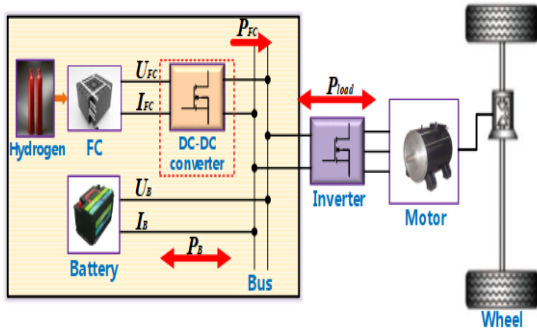 P_FC
U_FC
I_FC
Hydrogen
FC
DC-DC
converter
P_load
Inverter
Motor
U_B
I_B
Battery
P_B
Bus
Wheel